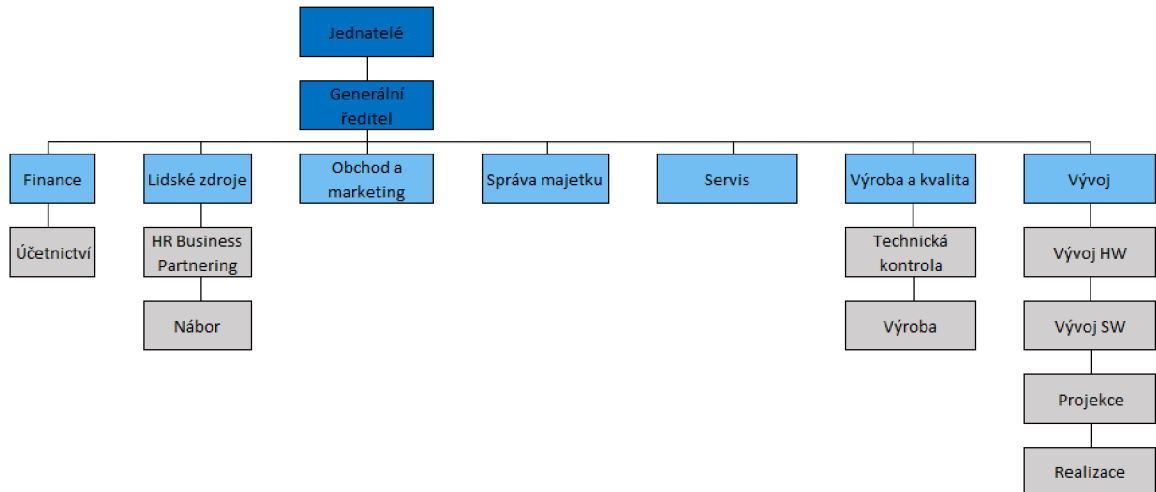 Jednatelé
Generální
ředitel
Finance
Lidské zdroje
Obchod a
marketing
Správa majetku
Servis
Výroba a kvalita
Vývoj
Účetnictví
HR Business
Partnering
Technická
kontrola
Vývoj HW
Nábor
Výroba
Vývoj SW
Projekce
Realizace